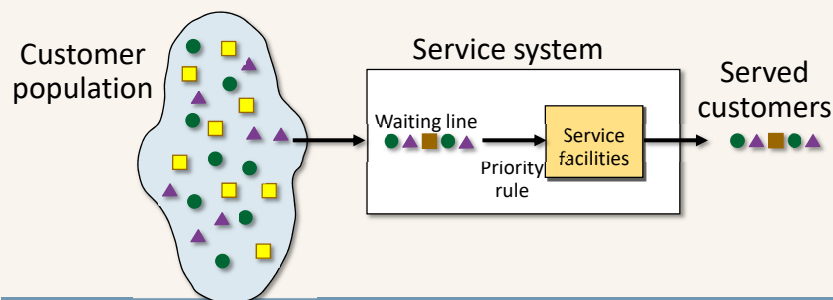 Customer
population
Service system
Waiting line
Priority
rule
Service
facilities
Served
customers